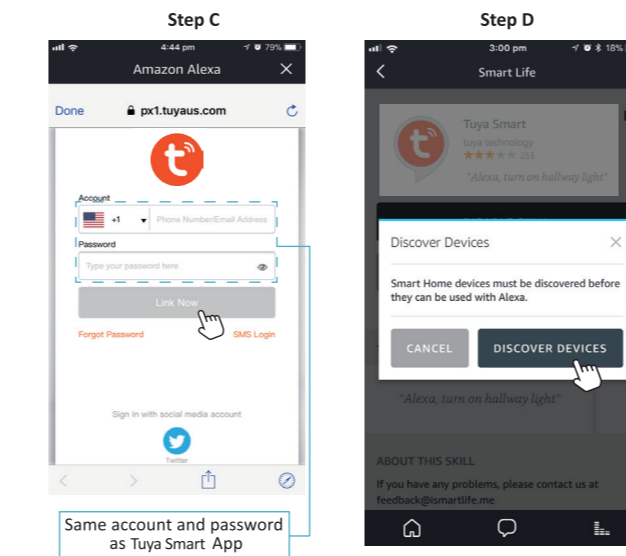 Step C
4:44 pm
79%
Amazon Alexa
Done
px1.tuyaus.com
t
Account
+1
Phone Number/Email Address
Password
Type your password here
Link Now
Forgot Password
SMS Login
Sign in with social media account
Twitter
Same account and password
as Tuya Smart App
Step D
3:00 pm
18%
Smart Life
t
Tuya Smart
tuya technology
253
"Alexa, turn on hallway light"
Discover Devices
Smart Home devices must be discovered before
they can be used with Alexa.
CANCEL
DISCOVER DEVICES
"Alexa, turn on hallway light"
ABOUT THIS SKILL
If you have any problems, please contact us at
feedback@ismartlife.me